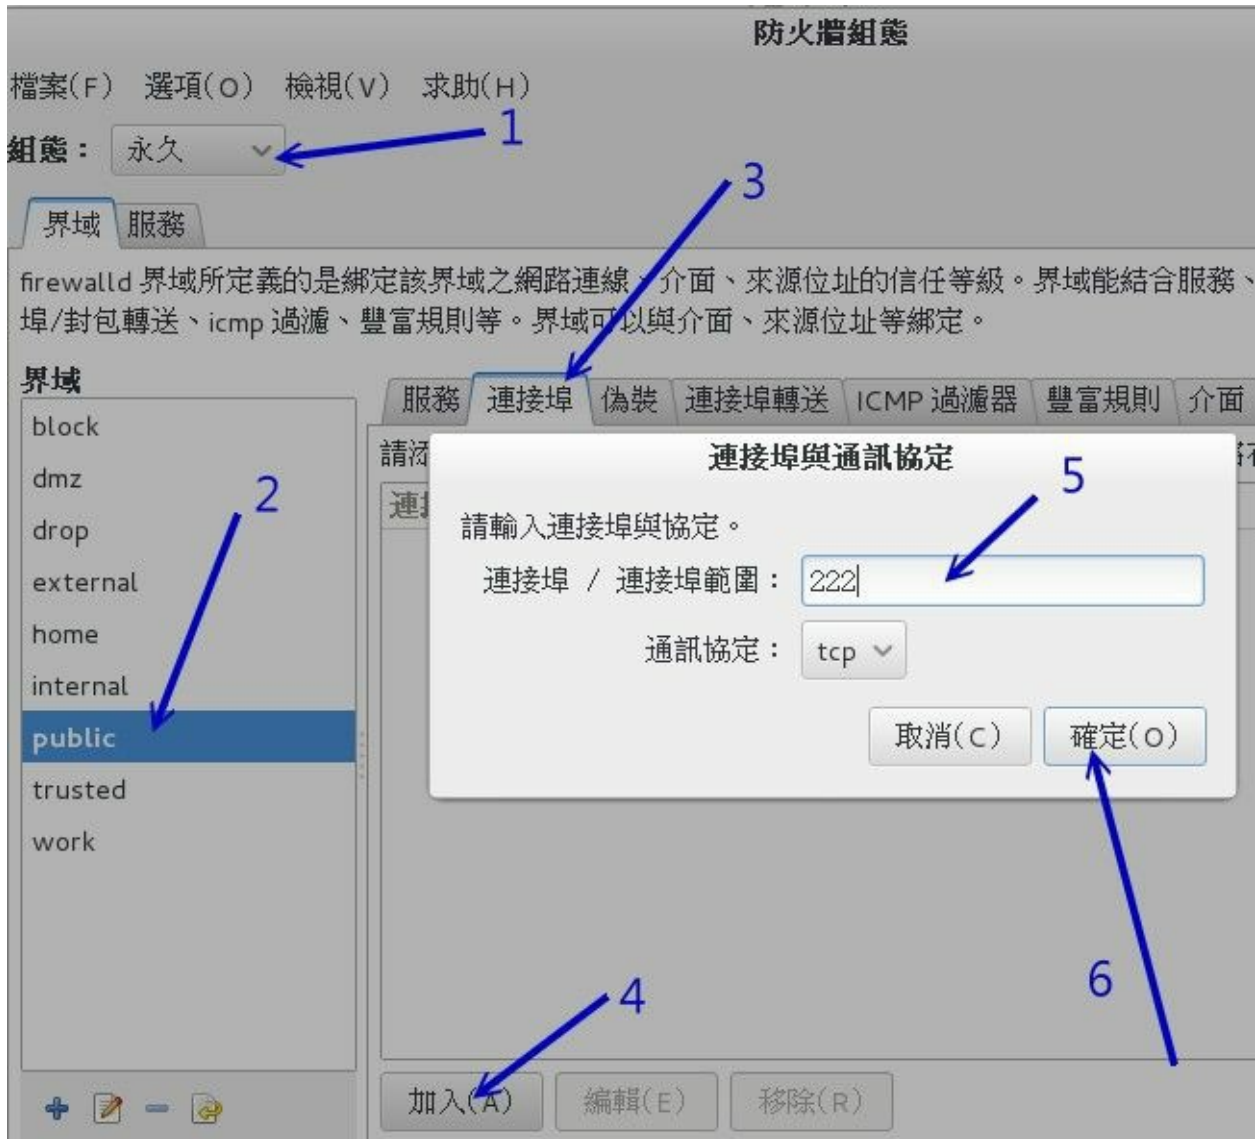 防火牆組態
檔案(F) 選項(O) 檢視(V) 求助(H)
組態： 永久
1
3
界域 服務
firewalld 界域所定義的是綁定該界域之網路連線、介面、來源位址的信任等級。界域能結合服務、
埠/封包轉送、icmp 過濾、豐富規則等。界域可以與介面、來源位址等綁定。
界域
服務 連接埠 偽裝 連接埠轉送 ICMP 過濾器 豐富規則 介面
block
dmz
drop
external
home
internal
public
trusted
work
2
請添
連接埠與通訊協定
5
請輸入連接埠與協定。
連接埠 / 連接埠範圍： 222
通訊協定： tcp
取消(C) 確定(O)
6
4
加入(A) 編輯(E) 移除(R)